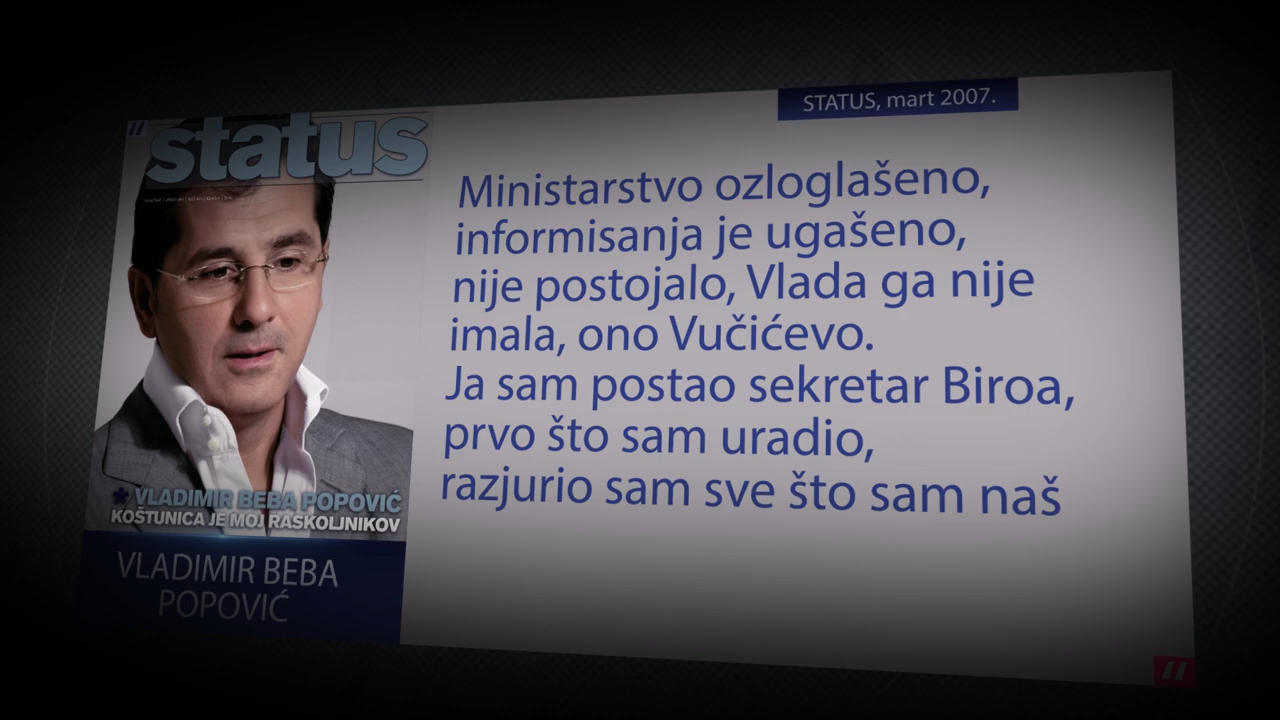 status
VLADIMIR BEBA POPOVIĆ
KOŠTUNICA JE MOJ RASKOLJNIKOV
VLADIMIR BEBA
POPOVIĆ
STATUS, mart 2007.
Ministarstvo ozloglašeno,
informisanja je ugašeno,
nije postojalo, Vlada ga nije
imala, ono Vučićevo.
Ja sam postao sekretar Biroa,
prvo što sam uradio,
razjurio sam sve što sam naš